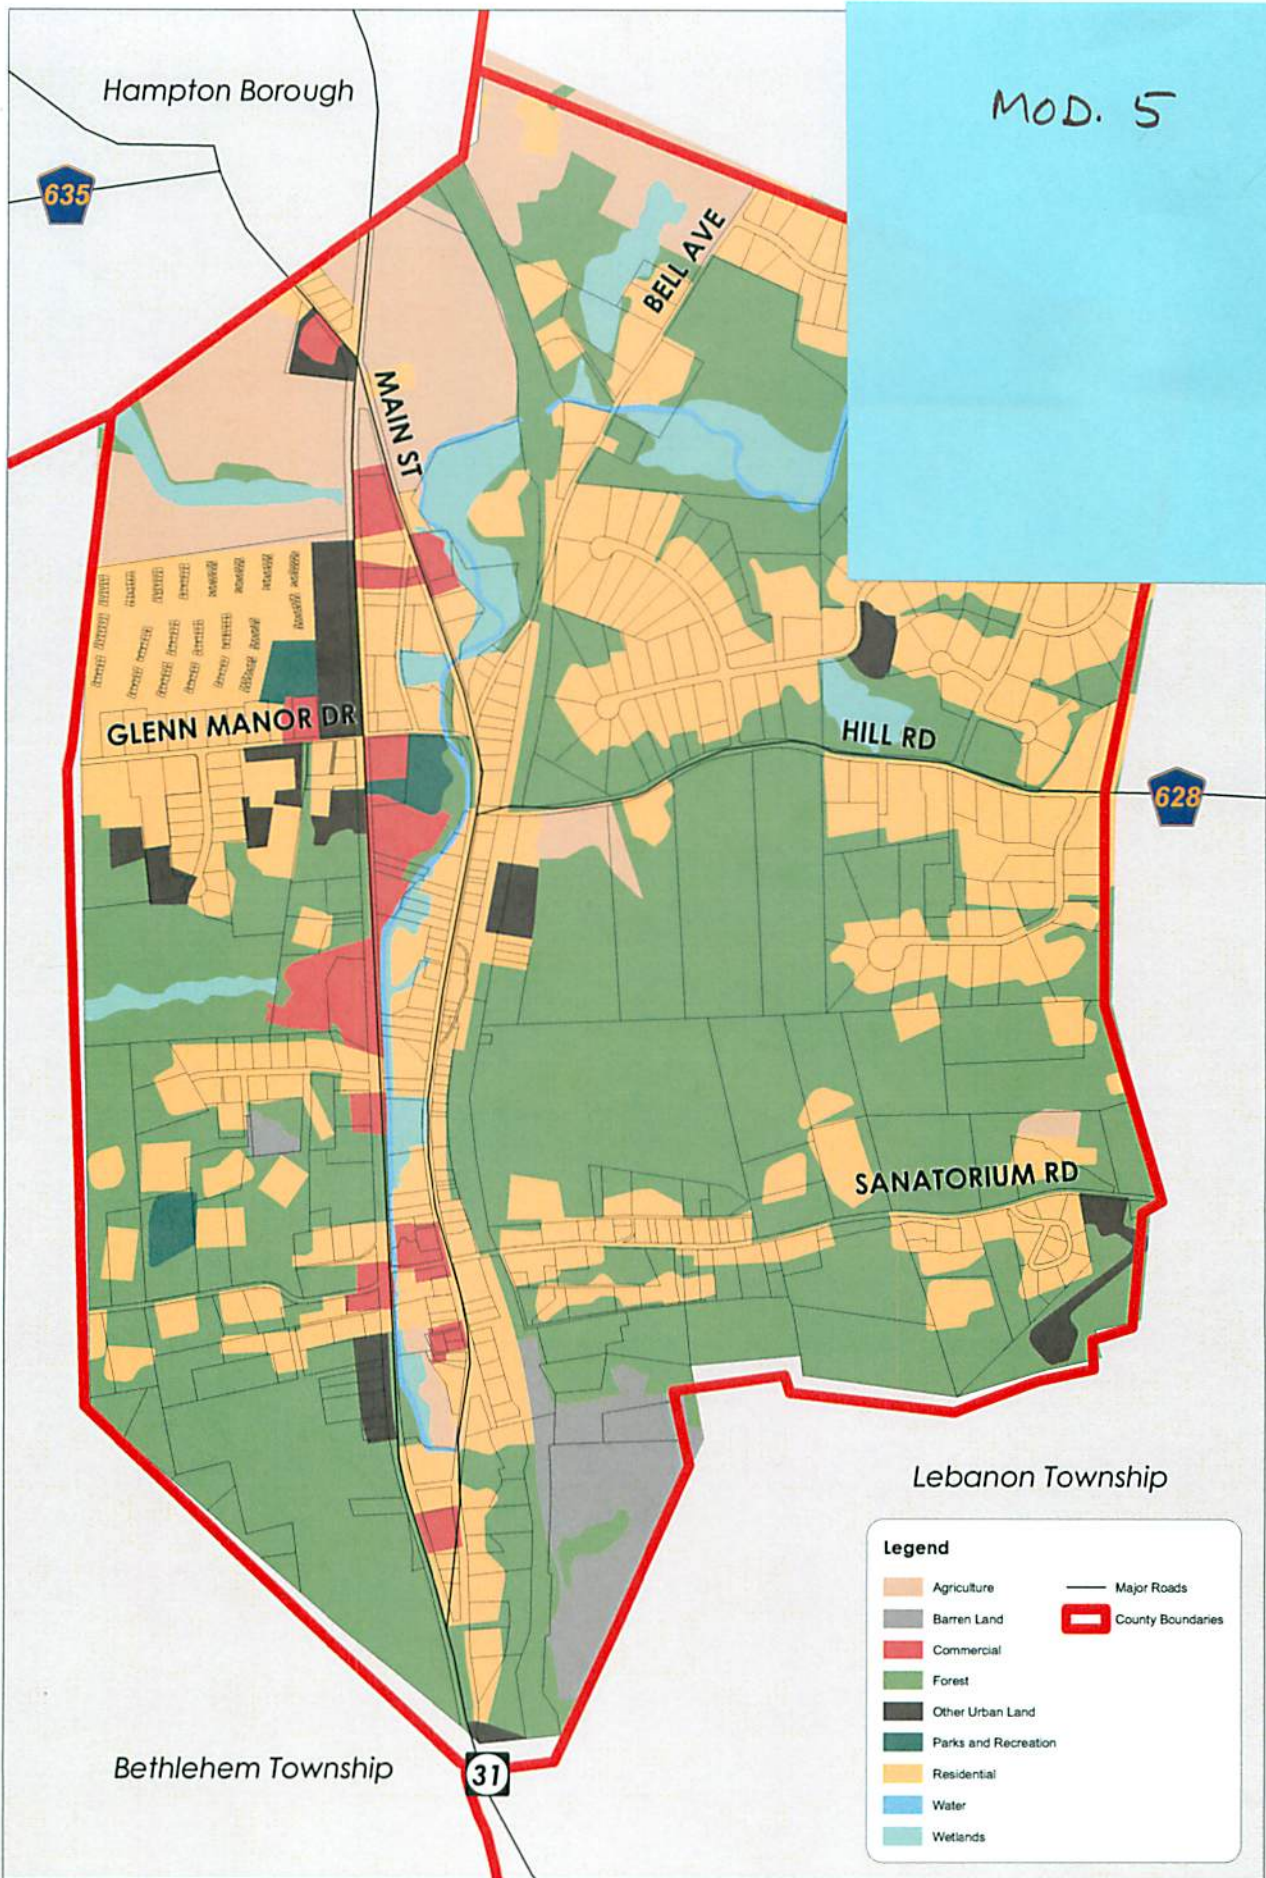 Hampton Borough
MOD. 5
635
BELL AVE
MAIN ST
GLENN MANOR DR
HILL RD
628
SANATORIUM RD
Lebanon Township
Bethlehem Township
31
Legend
Agriculture
Barren Land
Commercial
Forest
Other Urban Land
Parks and Recreation
Residential
Water
Wetlands
Major Roads
County Boundaries